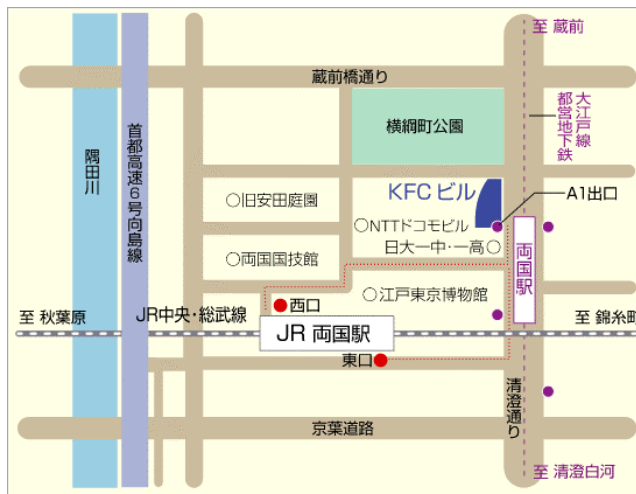 至 蔵前
蔵前橋通り
大江戸線
都営地下鉄
横綱町公園
隅田川
首都高速6号向島線
KFC ビル
A1出口
○旧安田庭園
○NTTドコモビル
日大一中・一高○
○両国国技館
両国駅
○江戸東京博物館
西口
至 秋葉原
JR中央・総武線
JR 両国駅
至 錦糸町
東口
清澄通り
京葉道路
至 清澄白河